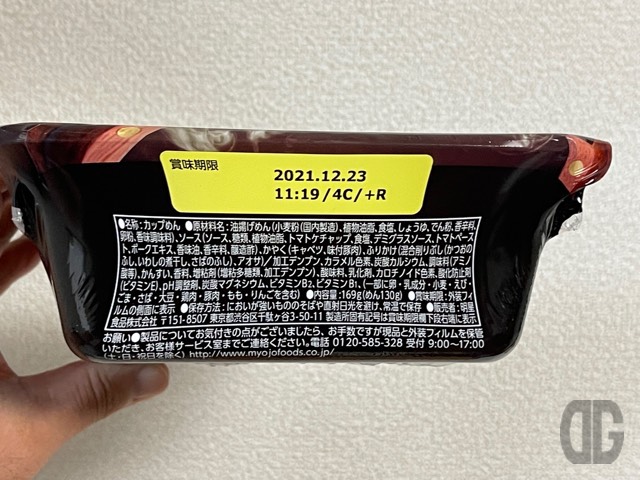 賞味期限
2021.12.23
11:19/4C/+R
●名称:カップめん ●原材料名:油揚げめん(小麦粉(国内製造)、植物油脂、食塩、しょうゆ、でん粉、香辛料、
卵粉、香味調味料)、ソース(ソース、糖類、植物油脂、トマトケチャップ、食塩、デミグラスソース、トマトペース
ト、ポークエキス、香味油、香辛料、醸造酢)、かやく(キャベツ、味付豚肉)、ふりかけ(混合削りぶし(かつおの
ふし、いわしの煮干し、さばのふし)、アオサ)/加工デンプン、カラメル色素、炭酸カルシウム、調味料(アミノ
酸等)、かんすい、香料、増粘剤(増粘多糖類、加工デンプン)、酸味料、乳化剤、カロチノイド色素、酸化防止剤
(ビタミンE)、pH調整剤、炭酸マグネシウム、ビタミンB2、ビタミンB1、(一部に卵・乳成分・小麦・えび・
ごま・さば・大豆・鶏肉・豚肉・もも・りんごを含む) ●内容量:169g(めん130g) ●賞味期限:外装フィル
ムの側面に表示 ●保存方法:においが強いもののそばや直射日光を避け、常温で保存 ●販売者:明星
食品株式会社 〒151-8507 東京都渋谷区千駄ヶ谷3-50-11 製造所固有記号は賞味期限欄下段右端に表示
お願い●製品についてお気付きの点がございましたら、お手数ですが現品と外装フィルムを保管
いただき、お客様サービス室までご連絡ください。電話 0120-585-328 受付 9:00〜17:00
(土・日・祝日を除く) http://www.myojofoods.co.jp/
DG